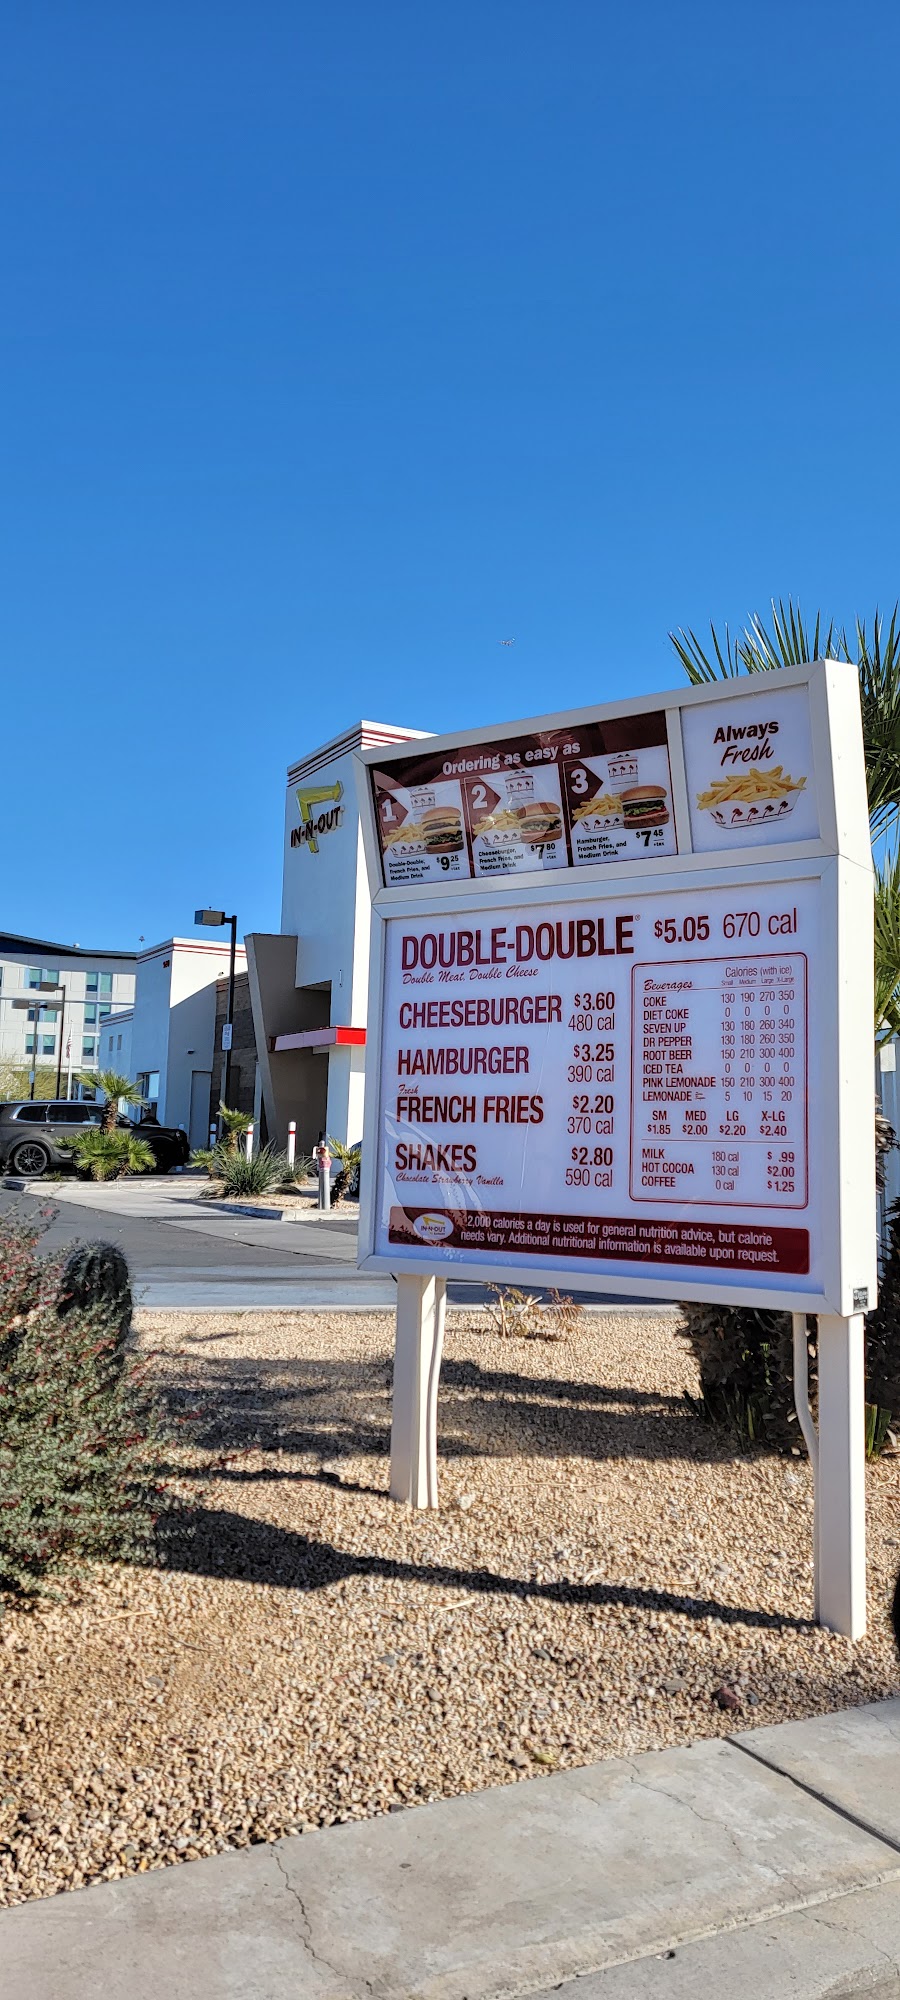 IN-N-OUT
Ordering as easy as
Always
Fresh
1
Double-Double,
French Fries, and
Medium Drink
$9 25
+tax
2
Cheeseburger,
French Fries, and
Medium Drink
$7 80
+tax
3
Hamburger,
French Fries, and
Medium Drink
$7 45
+tax
DOUBLE-DOUBLE® $5.05 670 cal
Double Meat, Double Cheese
CHEESEBURGER $3.60
480 cal
HAMBURGER $3.25
390 cal
Fresh
FRENCH FRIES $2.20
370 cal
SHAKES $2.80
Chocolate Strawberry Vanilla 590 cal
Beverages Calories (with ice)
Small Medium Large X-Large
COKE 130 190 270 350
DIET COKE 0 0 0 0
SEVEN UP 130 180 260 340
DR PEPPER 130 180 260 350
ROOT BEER 150 210 300 400
ICED TEA 0 0 0 0
PINK LEMONADE 150 210 300 400
LEMONADE 5 10 15 20
SM MED LG X-LG
$1.85 $2.00 $2.20 $2.40
MILK 180 cal $ .99
HOT COCOA 130 cal $2.00
COFFEE 0 cal $1.25
IN-N-OUT
2,000 calories a day is used for general nutrition advice, but calorie
needs vary. Additional nutritional information is available upon request.